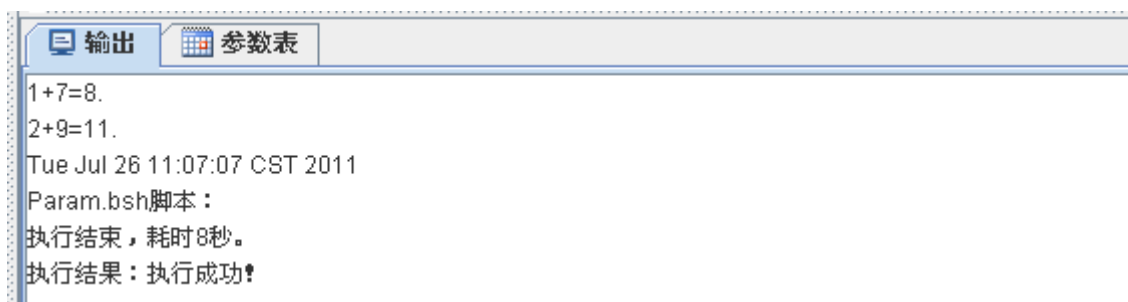 输出 参数表
1+7=8.
2+9=11.
Tue Jul 26 11:07:07 CST 2011
Param.bsh脚本：
执行结束，耗时8秒。
执行结果：执行成功！